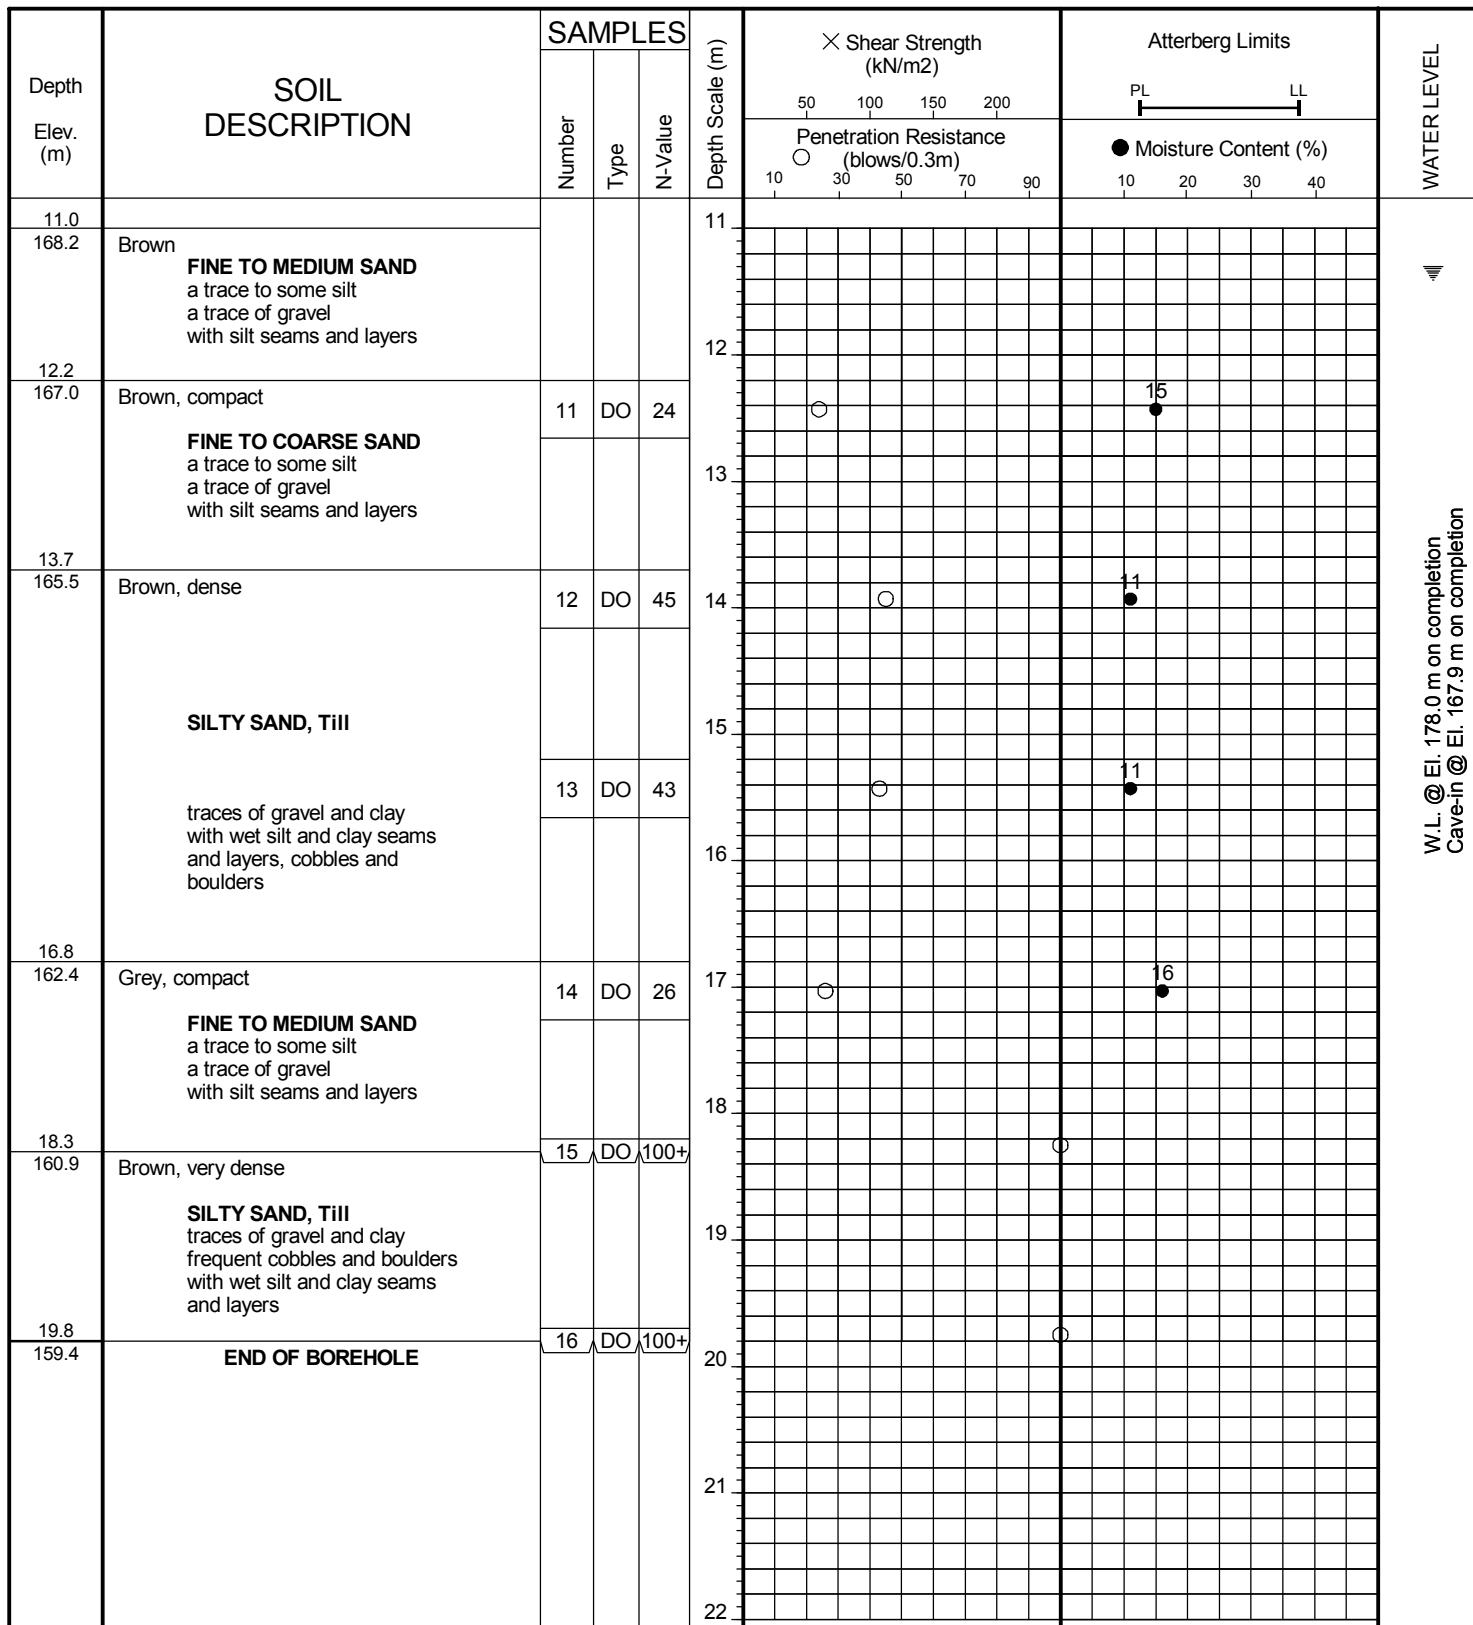 Depth
Elev.
(m)
SOIL
DESCRIPTION
SAMPLES
Number
Type
N-Value
Depth Scale (m)
× Shear Strength
(kN/m2)
50 100 150 200
Penetration Resistance
(blows/0.3m)
10 30 50 70 90
Atterberg Limits
PL LL
Moisture Content (%)
10 20 30 40
WATER LEVEL
11.0
168.2
Brown
FINE TO MEDIUM SAND
a trace to some silt
a trace of gravel
with silt seams and layers
11
12
12.2
167.0
Brown, compact
FINE TO COARSE SAND
a trace to some silt
a trace of gravel
with silt seams and layers
11 DO 24
15
13
13.7
165.5
Brown, dense
12 DO 45
14
11
SILTY SAND, Till
15
13 DO 43
11
traces of gravel and clay
with wet silt and clay seams
and layers, cobbles and
boulders
16
16.8
162.4
Grey, compact
FINE TO MEDIUM SAND
a trace to some silt
a trace of gravel
with silt seams and layers
14 DO 26
17
16
18
18.3
160.9
Brown, very dense
15 DO 100+
SILTY SAND, Till
traces of gravel and clay
frequent cobbles and boulders
with wet silt and clay seams
and layers
19
19.8
159.4
END OF BOREHOLE
16 DO 100+
20
21
22
W.L. @ El. 178.0 m on completion
Cave-in @ El. 167.9 m on completion